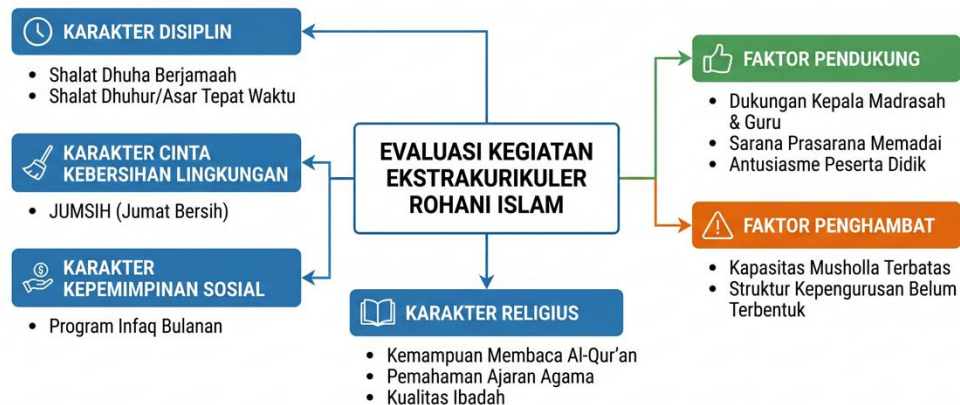 KARAKTER DISIPLIN
• Shalat Dhuha Berjamaah
• Shalat Dhuhur/Asar Tepat Waktu
KARAKTER CINTA
KEBERSIHAN LINGKUNGAN
• JUMSIH (Jumat Bersih)
KARAKTER
KEPEMIMPINAN SOSIAL
• Program Infaq Bulanan
EVALUASI KEGIATAN
EKSTRAKURIKULER
ROHANI ISLAM
KARAKTER RELIGIUS
• Kemampuan Membaca Al-Qur'an
• Pemahaman Ajaran Agama
• Kualitas Ibadah
FAKTOR PENDUKUNG
• Dukungan Kepala Madrasah
& Guru
• Sarana Prasarana Memadai
• Antusiasme Peserta Didik
FAKTOR PENGHAMBAT
• Kapasitas Musholla Terbatas
• Struktur Kepengurusan Belum
Terbentuk